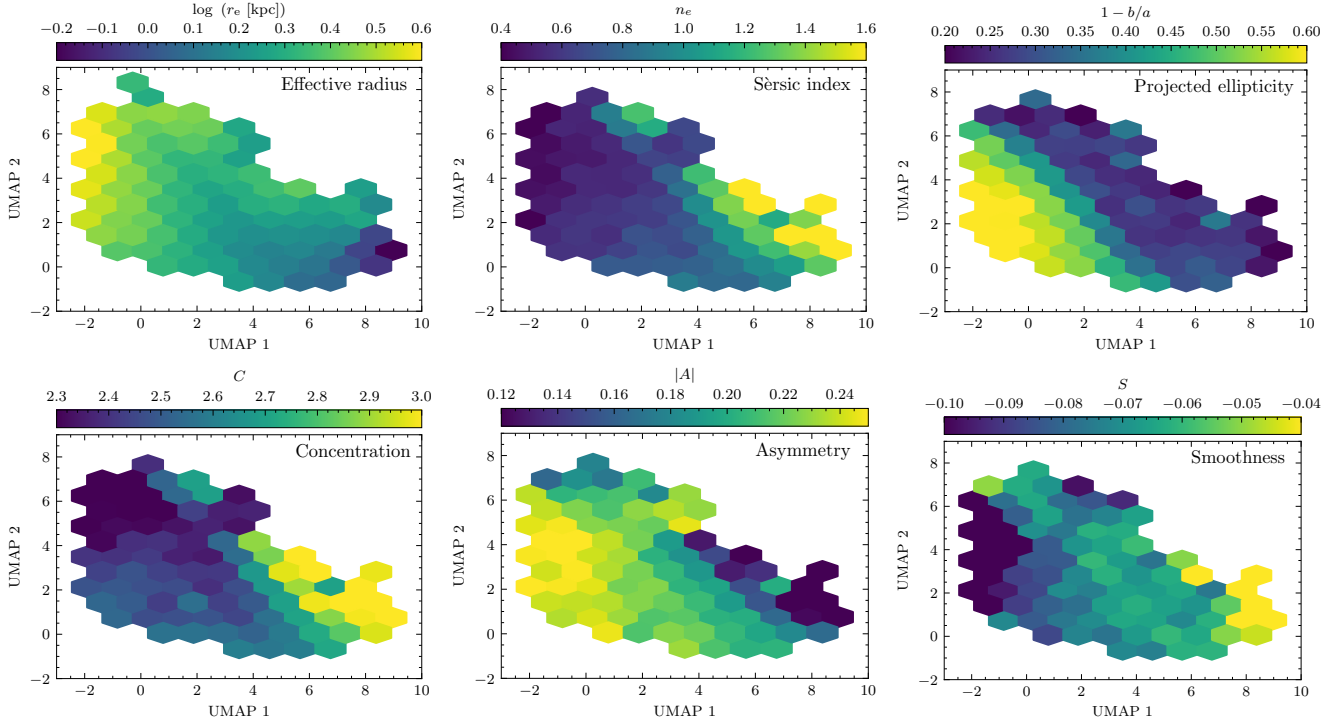 log (r_e [kpc])
−0.2 −0.1 0.0 0.1 0.2 0.3 0.4 0.5 0.6
Effective radius
8
6
4
2
0
−2
UMAP 2
−2 0 2 4 6 8 10
UMAP 1
n_e
0.4 0.6 0.8 1.0 1.2 1.4 1.6
Sèrsic index
8
6
4
2
0
−2
UMAP 2
−2 0 2 4 6 8 10
UMAP 1
1 − b/a
0.20 0.25 0.30 0.35 0.40 0.45 0.50 0.55 0.60
Projected ellipticity
8
6
4
2
0
−2
UMAP 2
−2 0 2 4 6 8 10
UMAP 1
C
2.3 2.4 2.5 2.6 2.7 2.8 2.9 3.0
Concentration
8
6
4
2
0
−2
UMAP 2
−2 0 2 4 6 8 10
UMAP 1
|A|
0.12 0.14 0.16 0.18 0.20 0.22 0.24
Asymmetry
8
6
4
2
0
−2
UMAP 2
−2 0 2 4 6 8 10
UMAP 1
S
−0.10 −0.09 −0.08 −0.07 −0.06 −0.05 −0.04
Smoothness
8
6
4
2
0
−2
UMAP 2
−2 0 2 4 6 8 10
UMAP 1